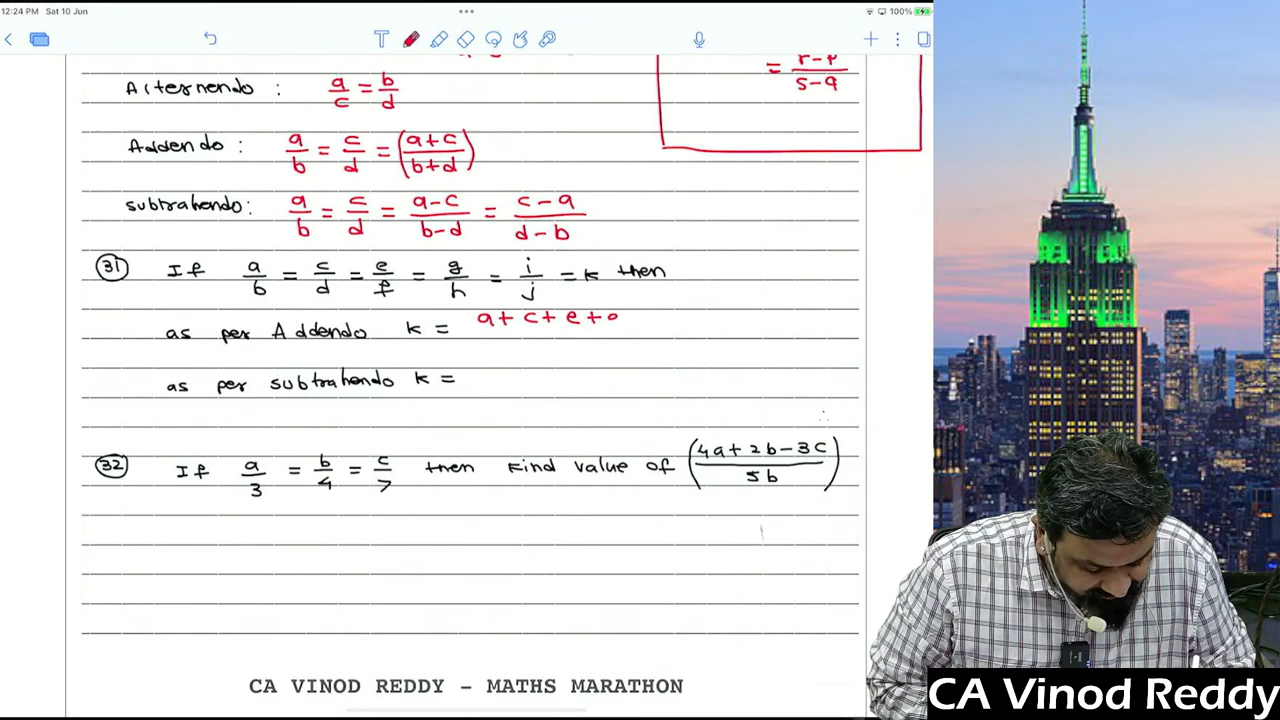 12:24 PM Sat 10 Jun
100%
= r-p/s-q
Alternendo : a/c = b/d
Addendo : a/b = c/d = (a+c/b+d)
subtrahendo: a/b = c/d = a-c/b-d = c-a/d-b
31 If a/b = c/d = e/f = g/h = i/j = k then
as per Addendo k = a+c+e+
as per subtrahendo k =
32 If a/3 = b/4 = c/7 then find value of (4a+2b-3c/5b)
CA VINOD REDDY - MATHS MARATHON
CA Vinod Reddy